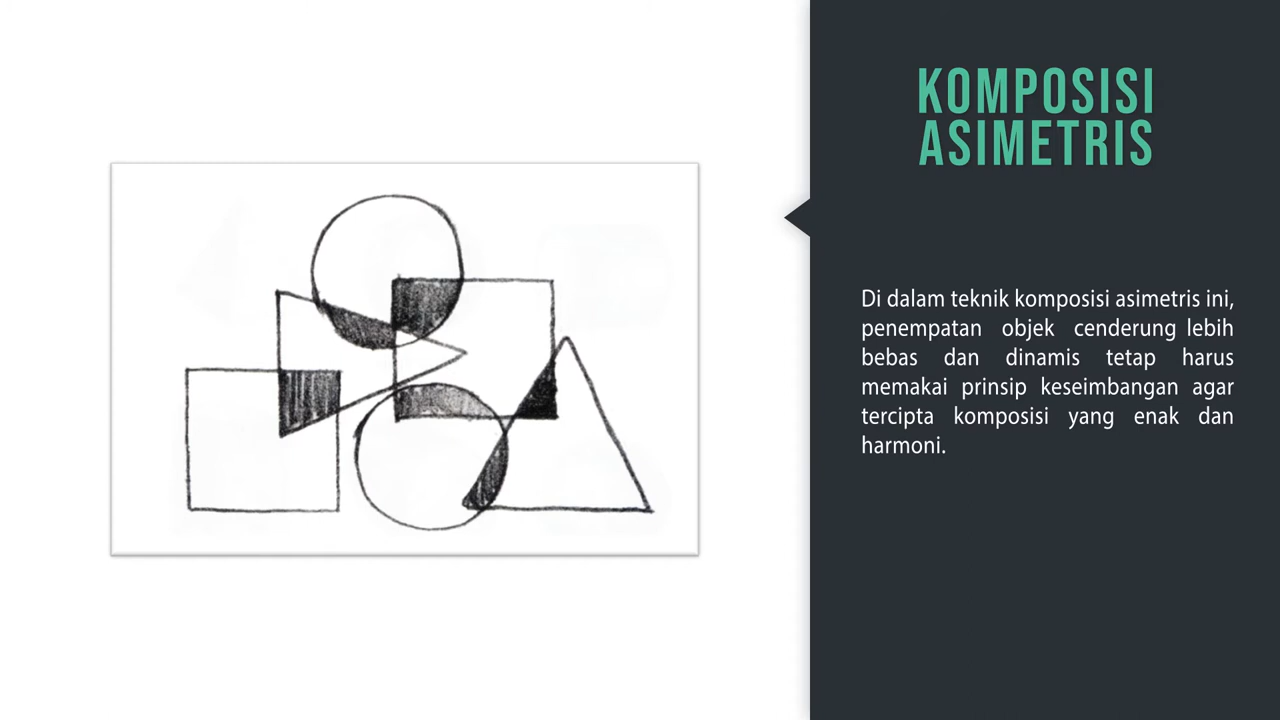 KOMPOSISI
ASIMETRIS
Di dalam teknik komposisi asimetris ini,
penempatan objek cenderung lebih
bebas dan dinamis tetap harus
memakai prinsip keseimbangan agar
tercipta komposisi yang enak dan
harmoni.